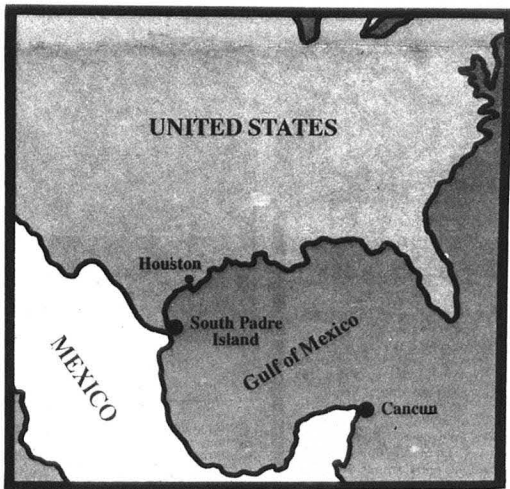 UNITED STATES
Houston
South Padre
Island
Gulf of Mexico
MEXICO
Cancun